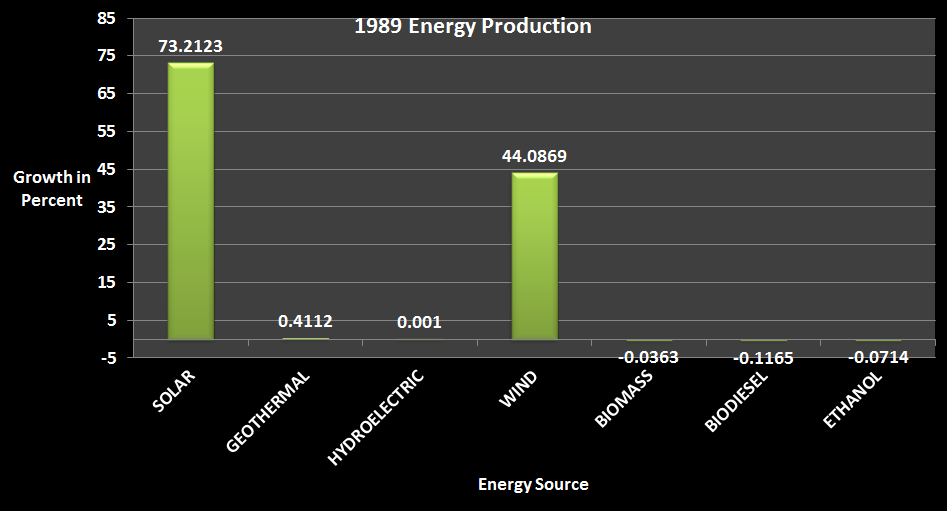 1989 Energy Production
85
75
65
55
45
35
25
15
5
-5
Growth in
Percent
73.2123
0.4112
0.001
44.0869
-0.0363
-0.1165
-0.0714
SOLAR
GEOTHERMAL
HYDROELECTRIC
WIND
BIOMASS
BIODIESEL
ETHANOL
Energy Source